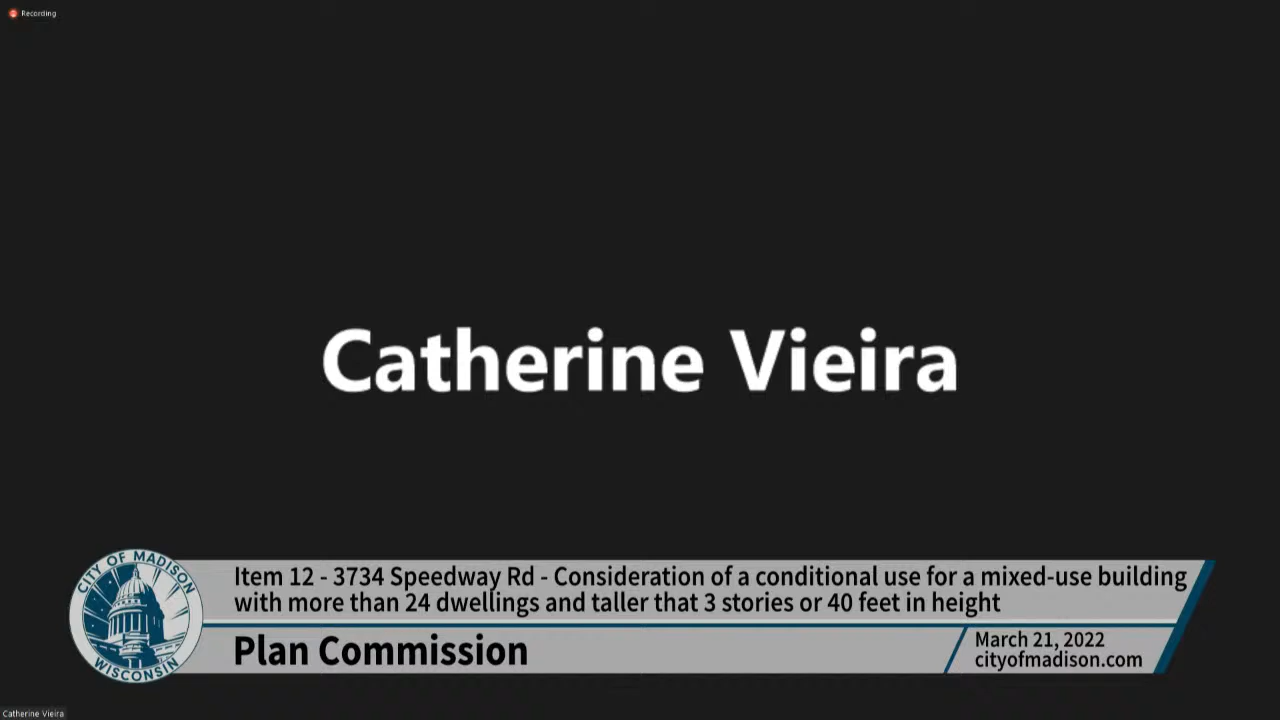 Recording
Catherine Vieira
CITY OF MADISON
WISCONSIN
Item 12 - 3734 Speedway Rd - Consideration of a conditional use for a mixed-use building
with more than 24 dwellings and taller that 3 stories or 40 feet in height
Plan Commission
March 21, 2022
cityofmadison.com
Catherine Vieira